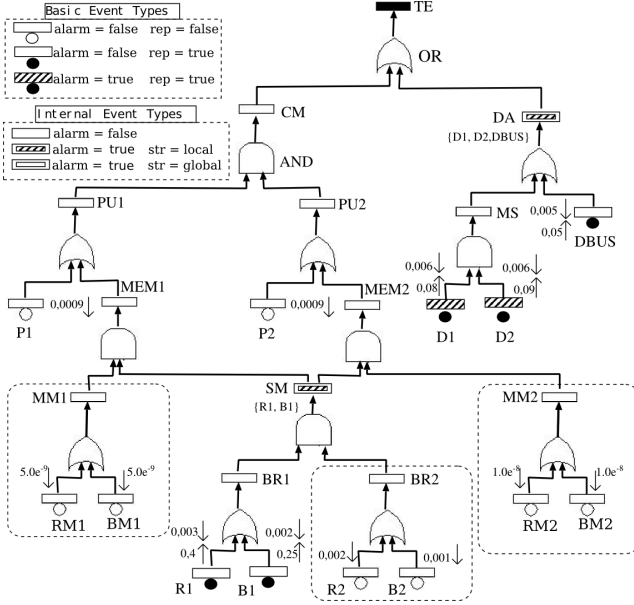 Basic Event Types
alarm = false rep = false
alarm = false rep = true
alarm = true rep = true
Internal Event Types
alarm = false
alarm = true str = local
alarm = true str = global
TE
OR
CM
DA
{D1, D2,DBUS}
AND
PU1
PU2
MS
0,005
0,05
DBUS
0,006
0,08
0,006
0,09
MEM1
MEM2
P1
0,0009
P2
0,0009
D1
D2
MM1
SM
{R1, B1}
MM2
5.0e-9
5.0e-9
BR1
BR2
1.0e-8
1.0e-8
RM1
BM1
RM2
BM2
0,003
0,4
0,002
0,25
0,002
0,001
R1
B1
R2
B2